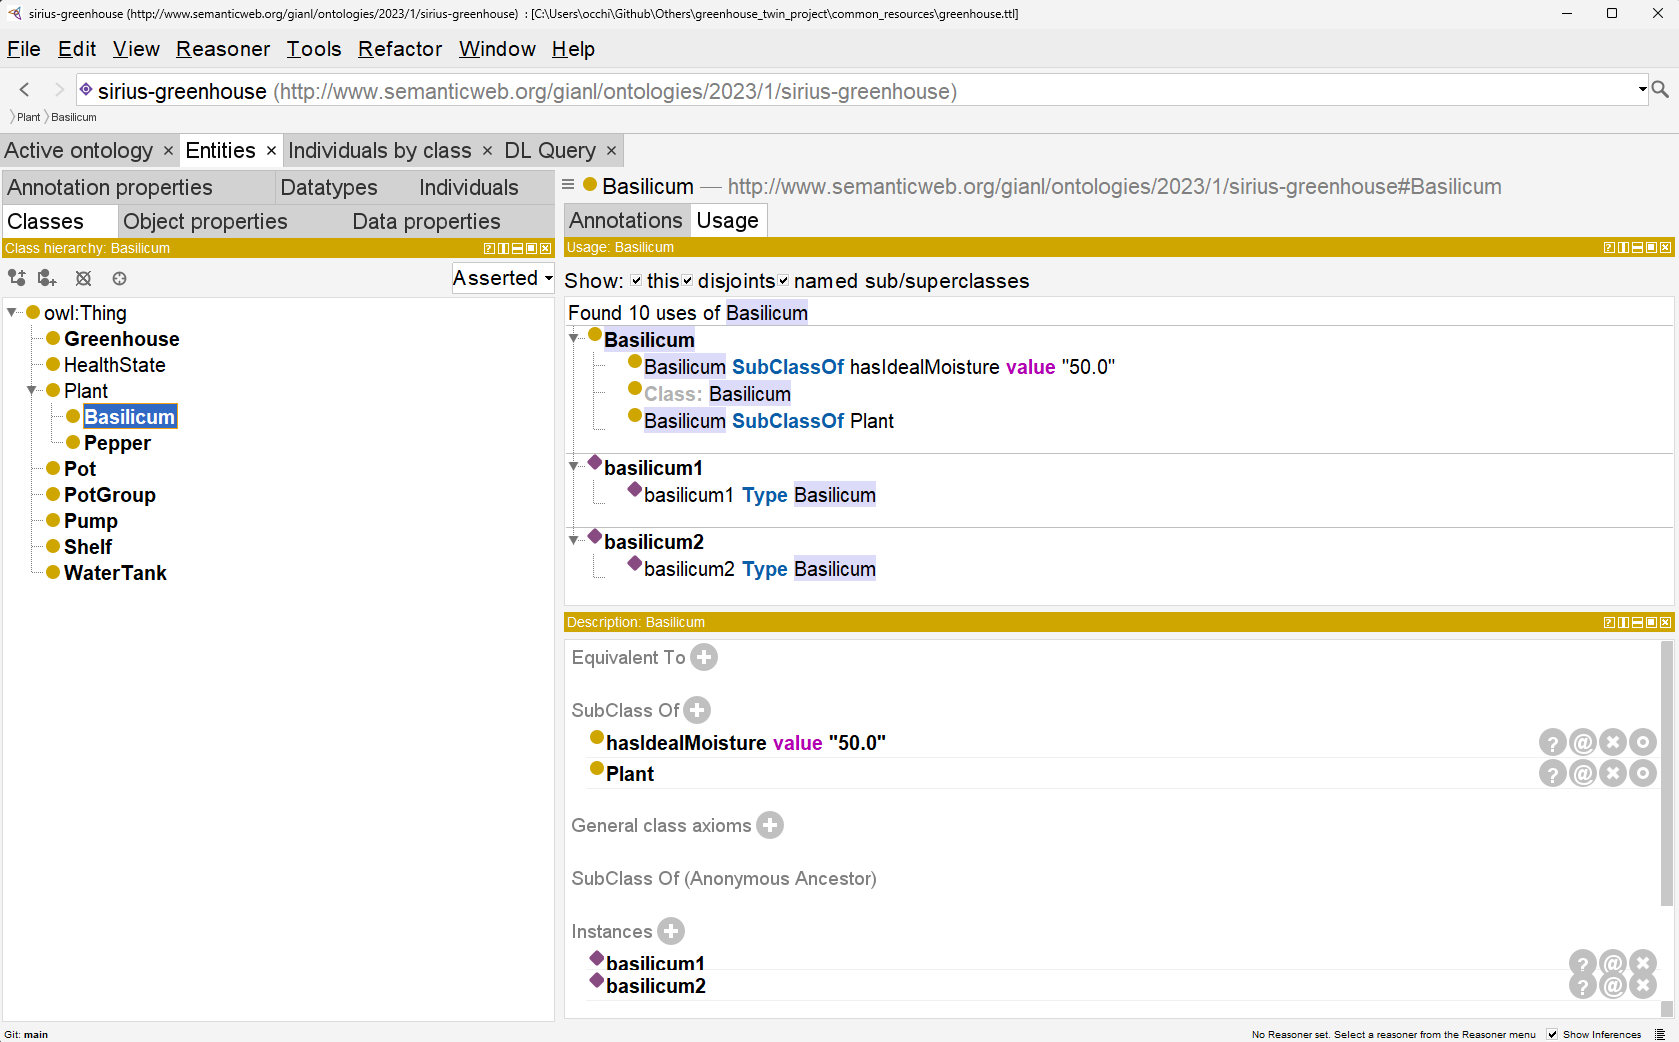 sirius-greenhouse (http://www.semanticweb.org/gianl/ontologies/2023/1/sirius-greenhouse) : [C:\Users\occhi\Github\Others\greenhouse_twin_project\common_resources\greenhouse.ttl]
File Edit View Reasoner Tools Refactor Window Help
sirius-greenhouse (http://www.semanticweb.org/gianl/ontologies/2023/1/sirius-greenhouse)
Plant Basilicum
Active ontology × Entities × Individuals by class × DL Query ×
Annotation properties Datatypes Individuals
Classes Object properties Data properties
Class hierarchy: Basilicum
Asserted
owl:Thing
Greenhouse
HealthState
Plant
Basilicum
Pepper
Pot
PotGroup
Pump
Shelf
WaterTank
Basilicum — http://www.semanticweb.org/gianl/ontologies/2023/1/sirius-greenhouse#Basilicum
Annotations Usage
Usage: Basilicum
Show: this disjoints named sub/superclasses
Found 10 uses of Basilicum
Basilicum
Basilicum SubClassOf hasIdealMoisture value "50.0"
Class: Basilicum
Basilicum SubClassOf Plant
basilicum1
basilicum1 Type Basilicum
basilicum2
basilicum2 Type Basilicum
Description: Basilicum
Equivalent To
SubClass Of
hasIdealMoisture value "50.0"
Plant
General class axioms
SubClass Of (Anonymous Ancestor)
Instances
basilicum1
basilicum2
Git: main
No Reasoner set. Select a reasoner from the Reasoner menu Show Inferences